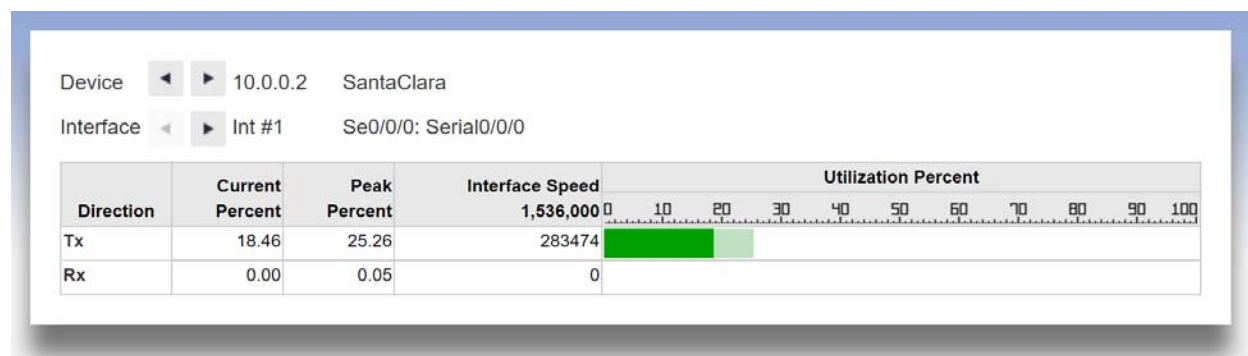 Device 10.0.0.2 SantaClara
Interface Int #1 Se0/0/0: Serial0/0/0
Direction Current Percent Peak Percent Interface Speed 1,536,000 Utilization Percent
0 10 20 30 40 50 60 70 80 90 100
Tx 18.46 25.26 283474
Rx 0.00 0.05 0